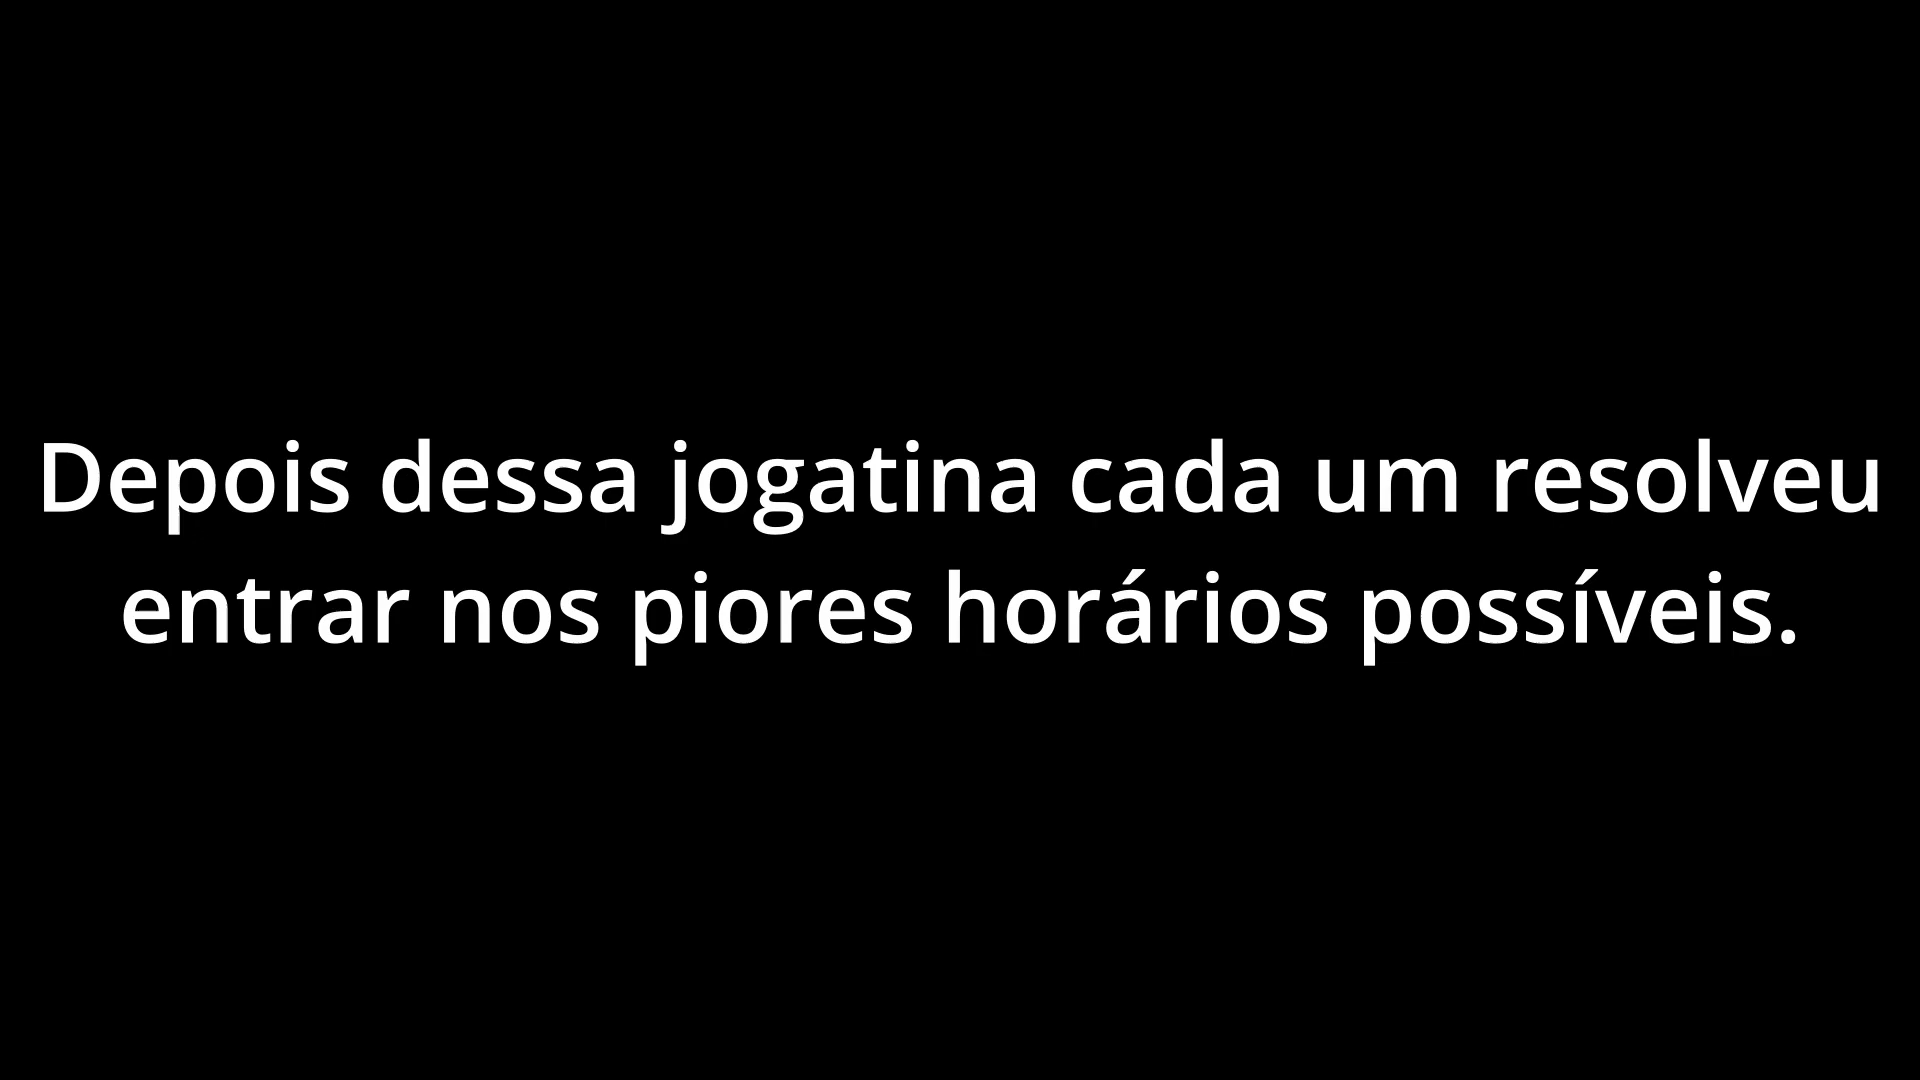 Depois dessa jogatina cada um resolveu
entrar nos piores horários possíveis.